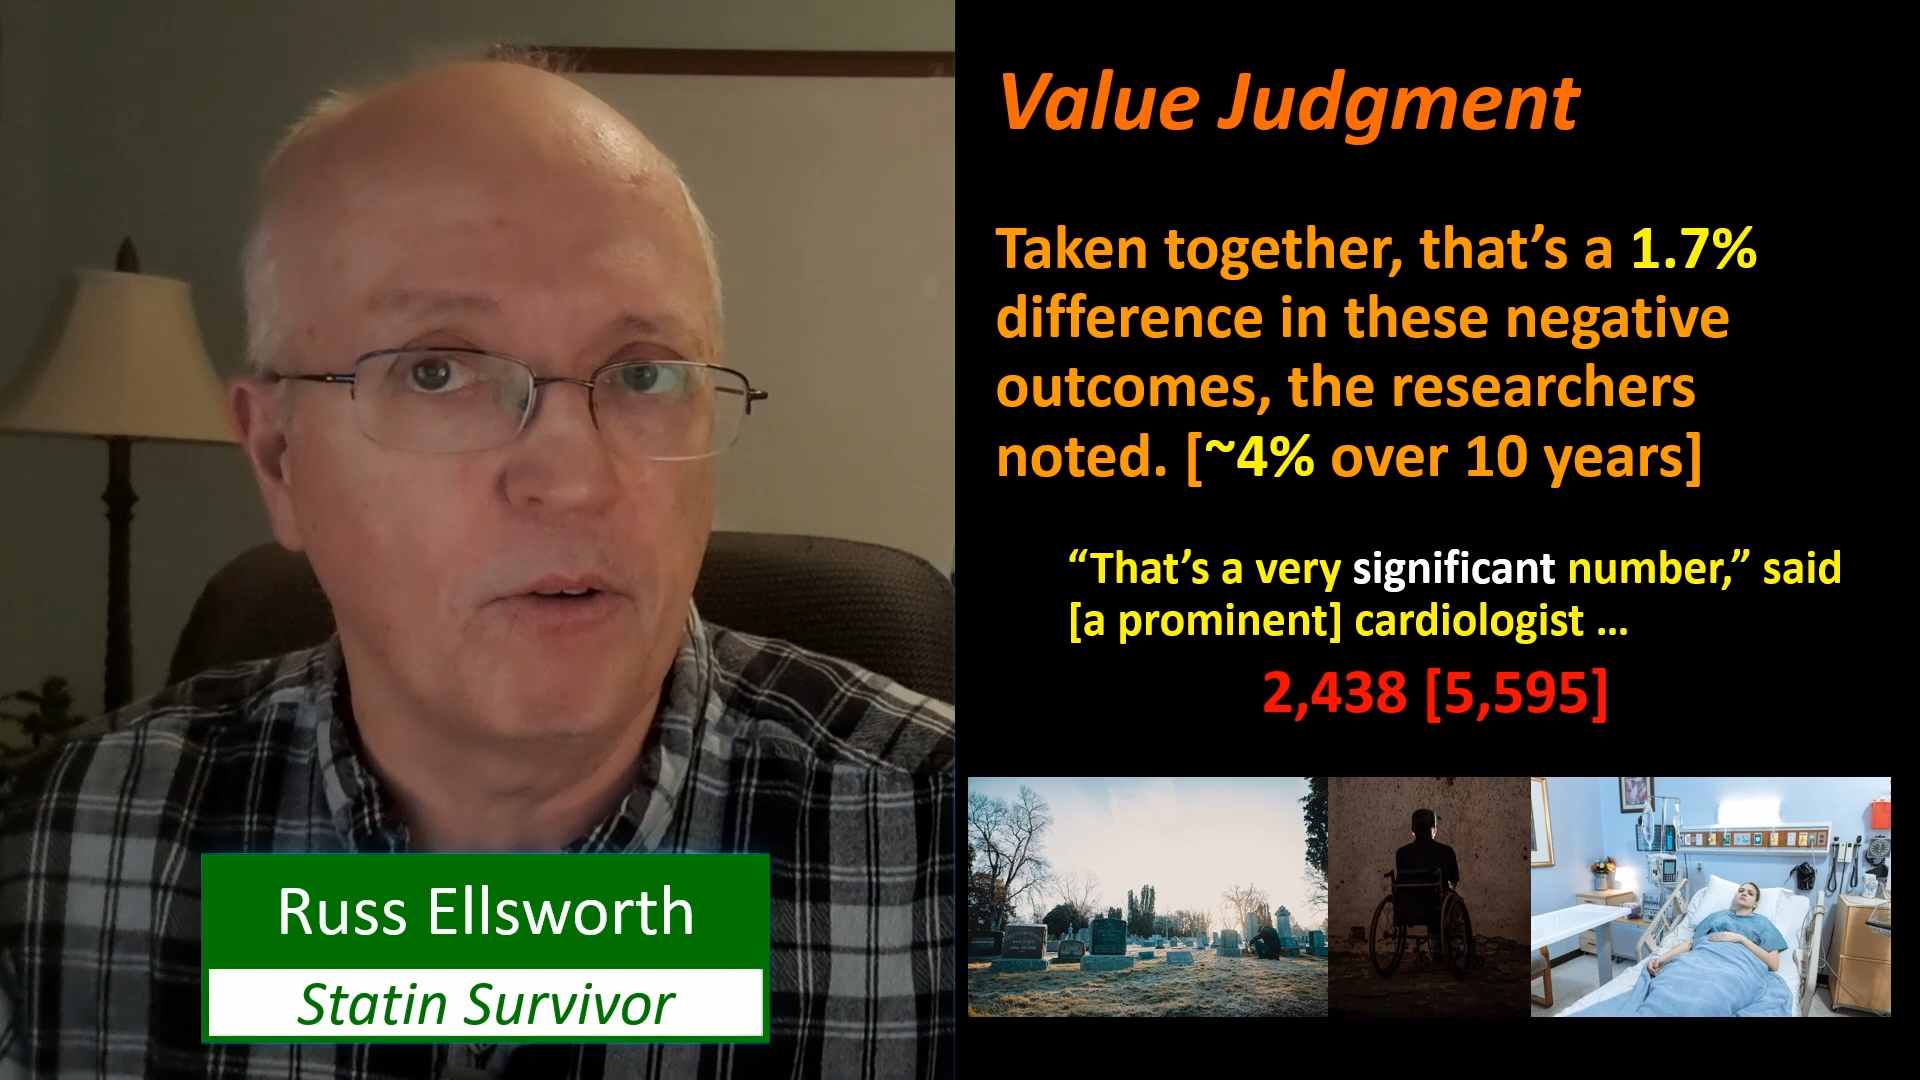 Value Judgment
Taken together, that’s a 1.7%
difference in these negative
outcomes, the researchers
noted. [~4% over 10 years]
“That’s a very significant number,” said
[a prominent] cardiologist ...
2,438 [5,595]
Russ Ellsworth
Statin Survivor